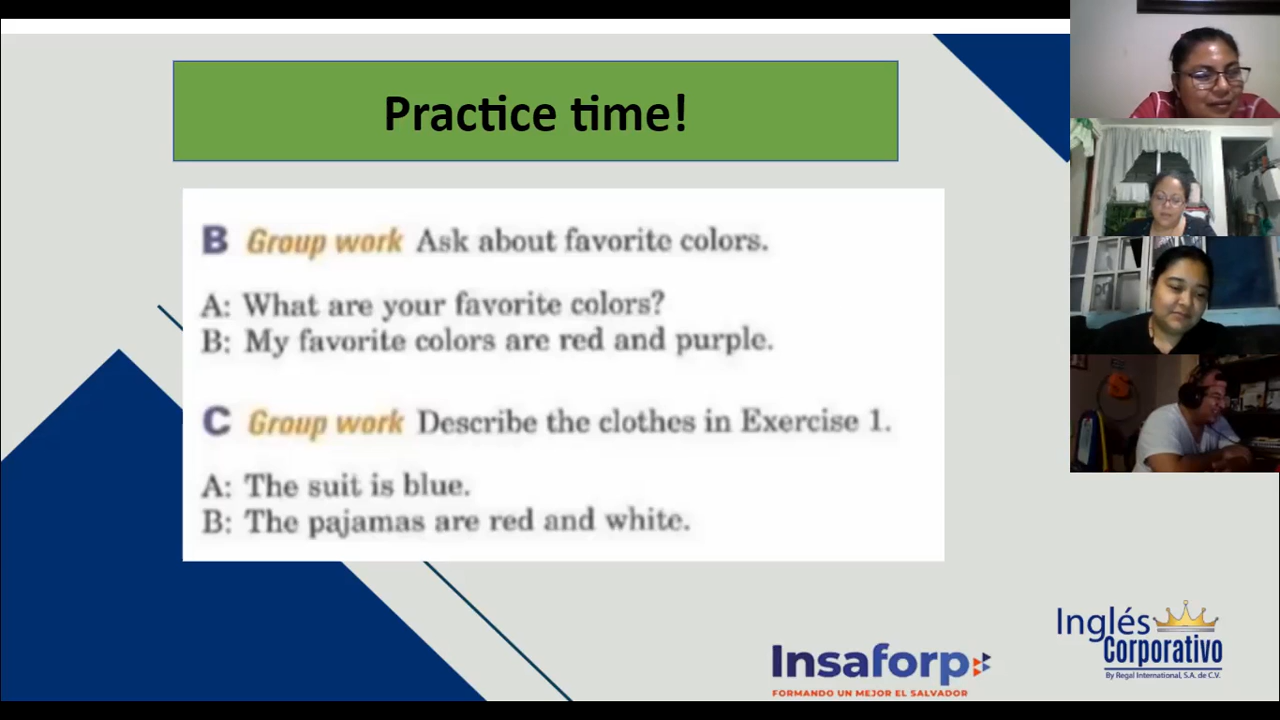 Practice time!
B Group work Ask about favorite colors.
A: What are your favorite colors?
B: My favorite colors are red and purple.
C Group work Describe the clothes in Exercise 1.
A: The suit is blue.
B: The pajamas are red and white.
Insaforp
FORMANDO UN MEJOR EL SALVADOR
Inglés
Corporativo
By Regal International, S.A. de C.V.